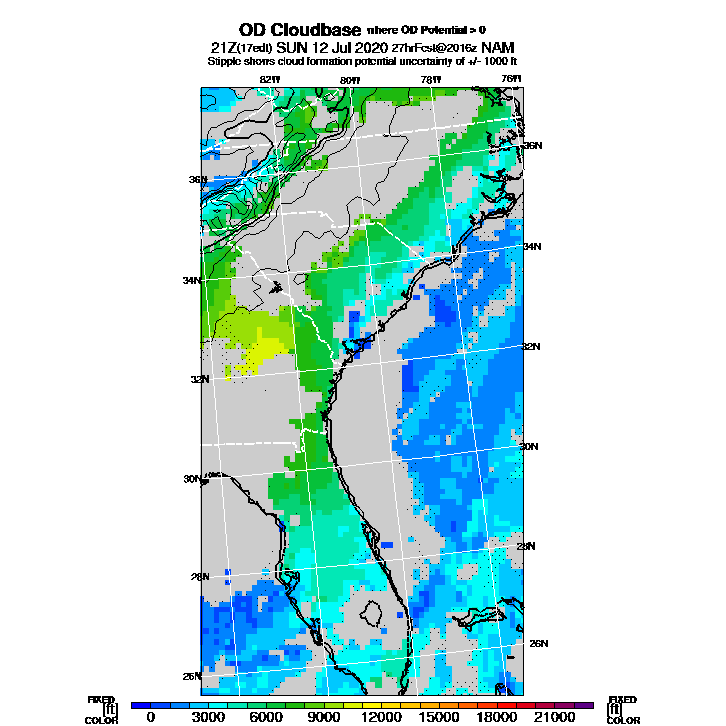 OD Cloudbase where OD Potential > 0
21Z(17edt) SUN 12 Jul 2020 27hrFcst@2016z NAM
Stipple shows cloud formation potential uncertainty of +/- 1000 ft
82W 80W 78W 76W
36N
36N
34N
34N
32N
32N
30N
30N
28N
28N
26N
26N
FIXED FIXED
[ft] [ft]
COLOR 0 3000 6000 9000 12000 15000 18000 21000 COLOR